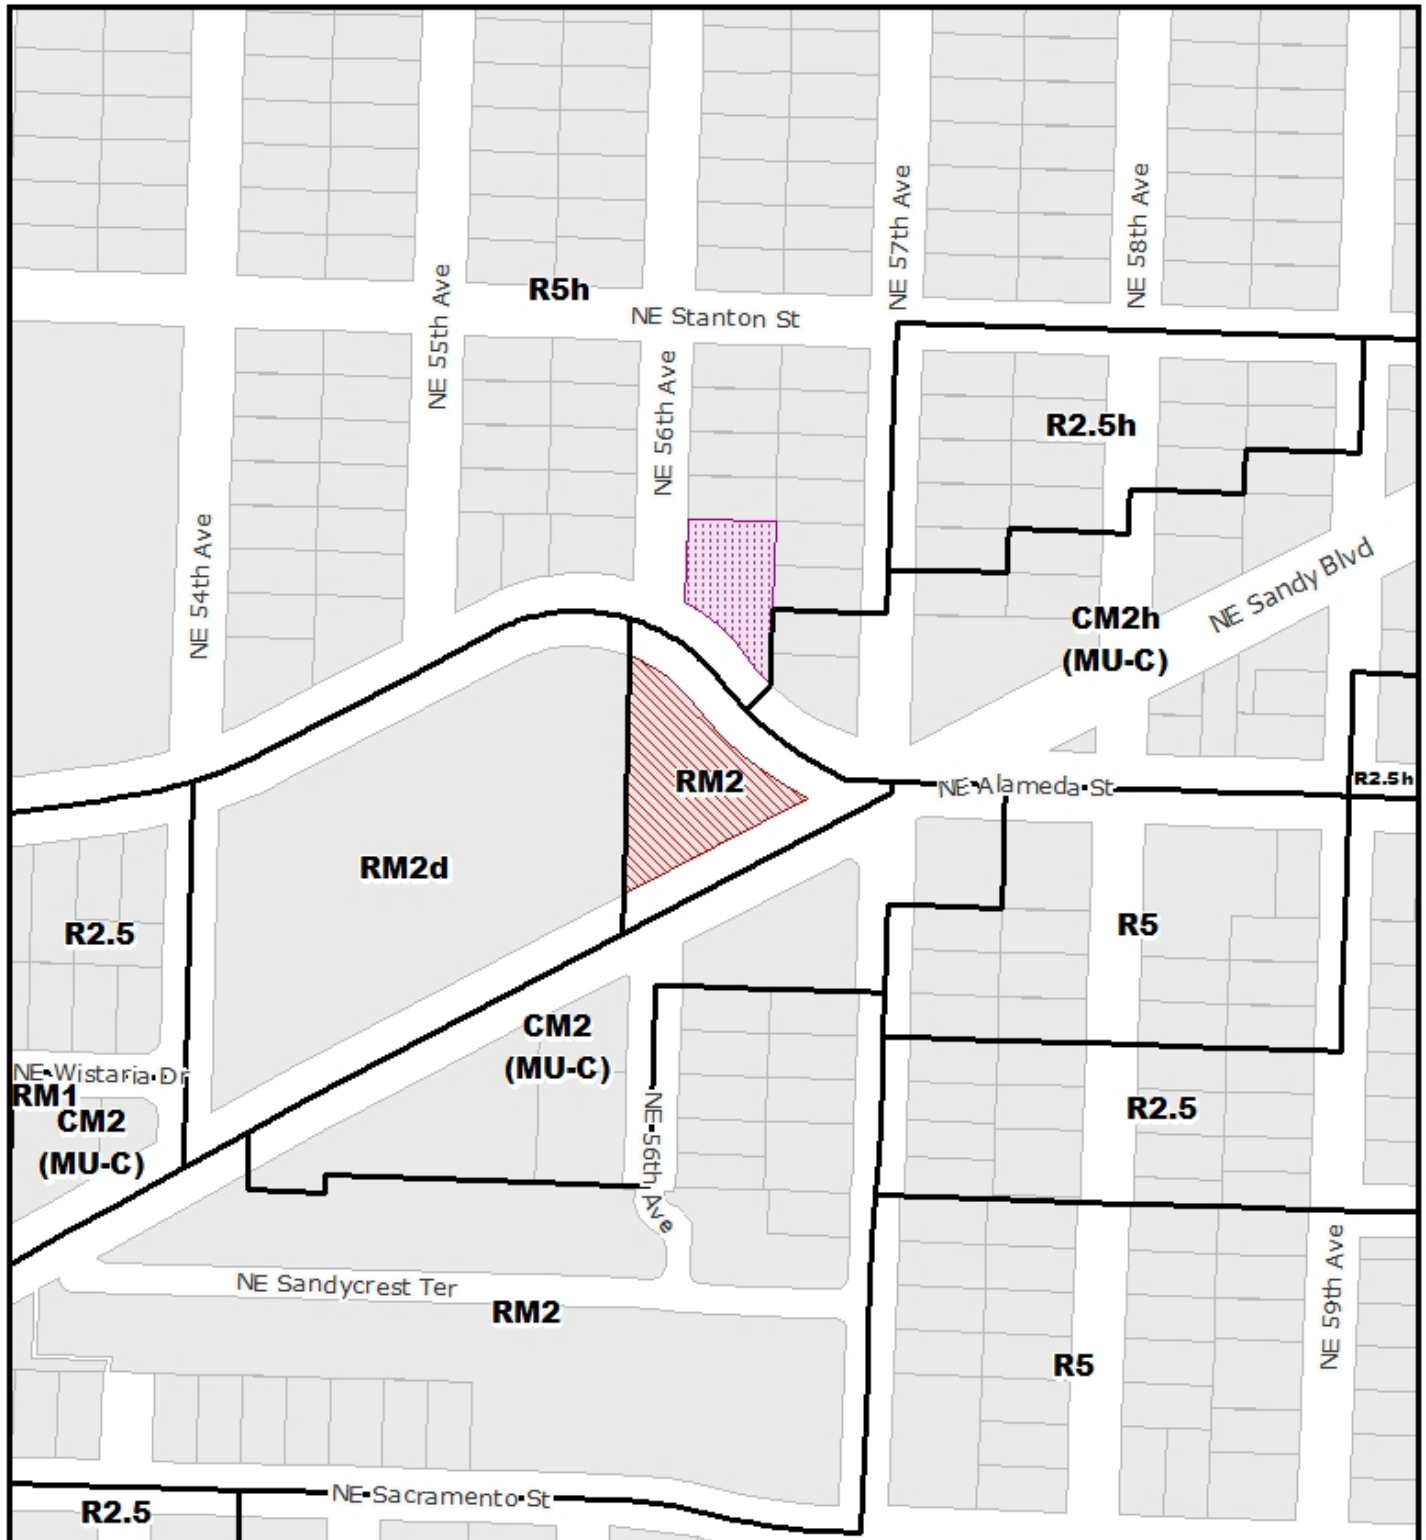 NE 57th Ave
NE 58th Ave
NE 55th Ave
R5h
NE Stanton St
NE 56th Ave
R2.5h
NE 54th Ave
NE Sandy Blvd
CM2h
(MU-C)
RM2
NE Alameda St
R2.5h
RM2d
R2.5
R5
CM2
(MU-C)
NE Wistaria Dr
RM1
CM2
(MU-C)
NE 56th Ave
R2.5
NE Sandycrest Ter
RM2
NE 59th Ave
R5
NE Sacramento St
R2.5